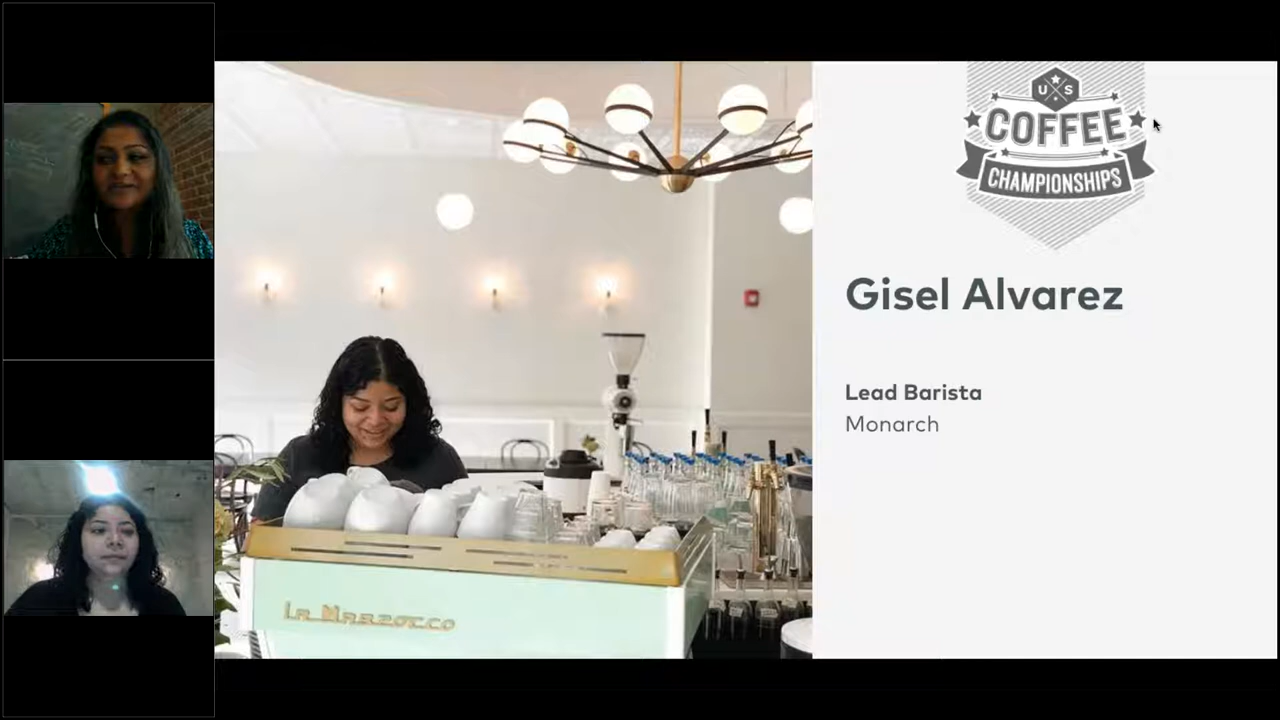 U S
COFFEE
CHAMPIONSHIPS
Gisel Alvarez
Lead Barista
Monarch
La Marzocco